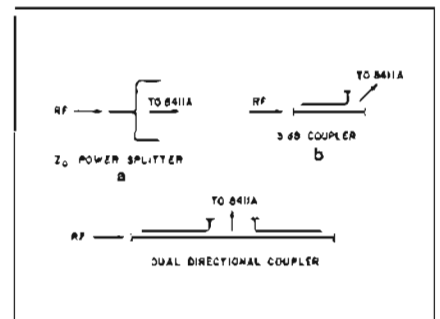 TO 8411A
RF
TO 8411A
RF
3 dB COUPLER
b
Z₀ POWER SPLITTER
a
TO 8411A
RF
DUAL DIRECTIONAL COUPLER